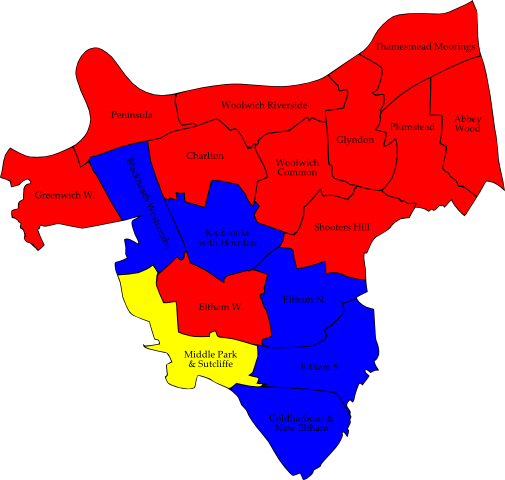 Thamesmead Moorings
Woolwich Riverside
Peninsula
Abbey
Wood
Plumstead
Glyndon
Charlton
Woolwich
Common
Blackheath Westcombe
Greenwich W.
Shooters Hill
Kidbrooke
with Hornfair
Eltham N.
Eltham W.
Middle Park
& Sutcliffe
Eltham S.
Coldharbour &
New Eltham